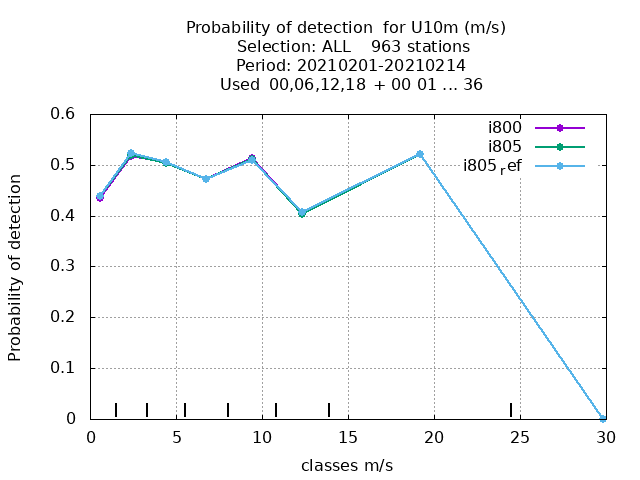 Probability of detection  for U10m (m/s)
Selection: ALL    963 stations
Period: 20210201-20210214
Used  00,06,12,18  + 00 01 ... 36
i800
i805
i805ref
0.6
0.5
0.4
0.3
0.2
0.1
0
Probability of detection
0 5 10 15 20 25 30
classes m/s